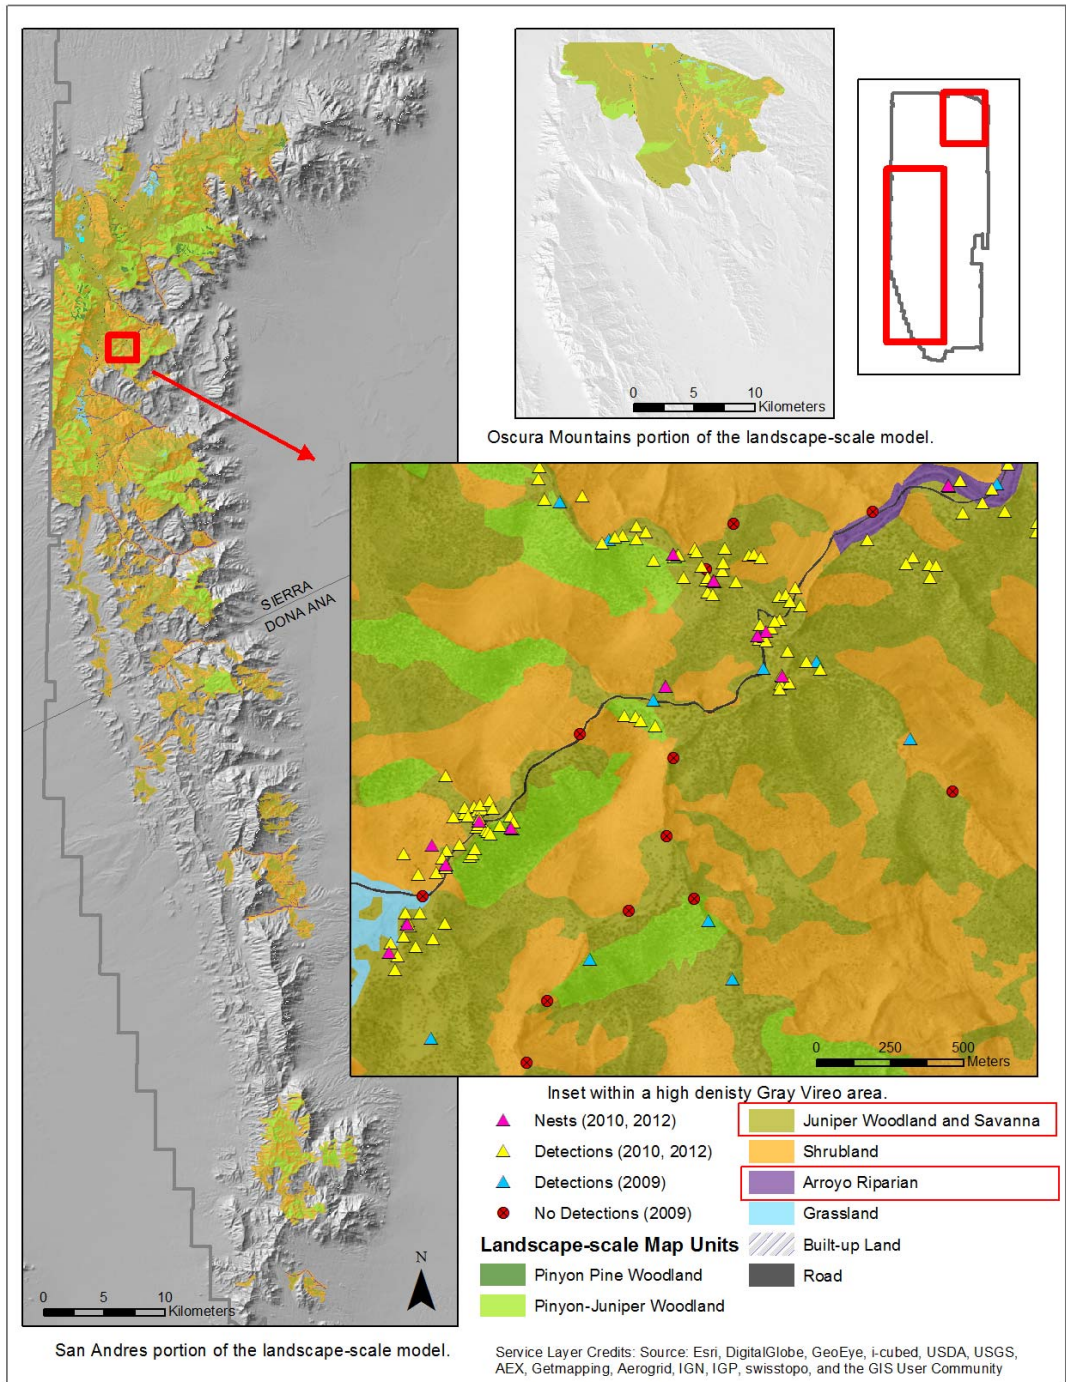 0 5 10
Kilometers
Oscura Mountains portion of the landscape-scale model.
SIERRA
DONA ANA
0 250 500
Meters
Inset within a high denisty Gray Vireo area.
Nests (2010, 2012)
Detections (2010, 2012)
Detections (2009)
No Detections (2009)
Landscape-scale Map Units
Pinyon Pine Woodland
Pinyon-Juniper Woodland
Juniper Woodland and Savanna
Shrubland
Arroyo Riparian
Grassland
Built-up Land
Road
N
0 5 10
Kilometers
San Andres portion of the landscape-scale model.
Service Layer Credits: Source: Esri, DigitalGlobe, GeoEye, i-cubed, USDA, USGS,
AEX, Getmapping, Aerogrid, IGN, IGP, swisstopo, and the GIS User Community